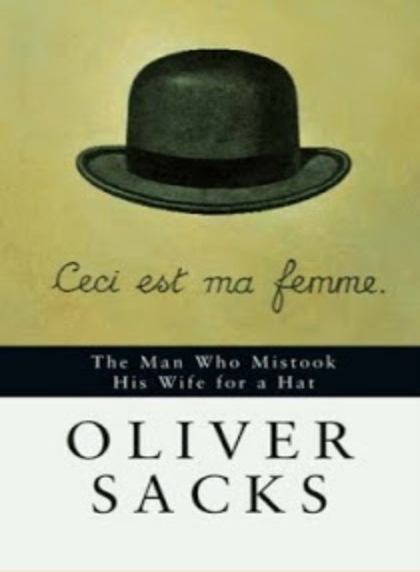 Ceci est ma femme.
The Man Who Mistook
His Wife for a Hat
OLIVER
SACKS